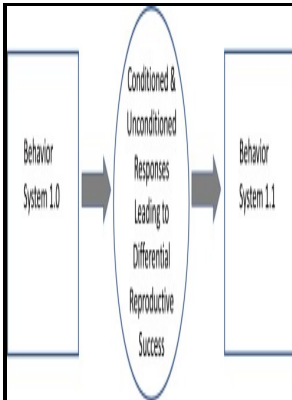 Behavior
System 1.0
Conditioned &
Unconditioned
Responses
Leading to
Differential
Reproductive
Success
Behavior
System 1.1